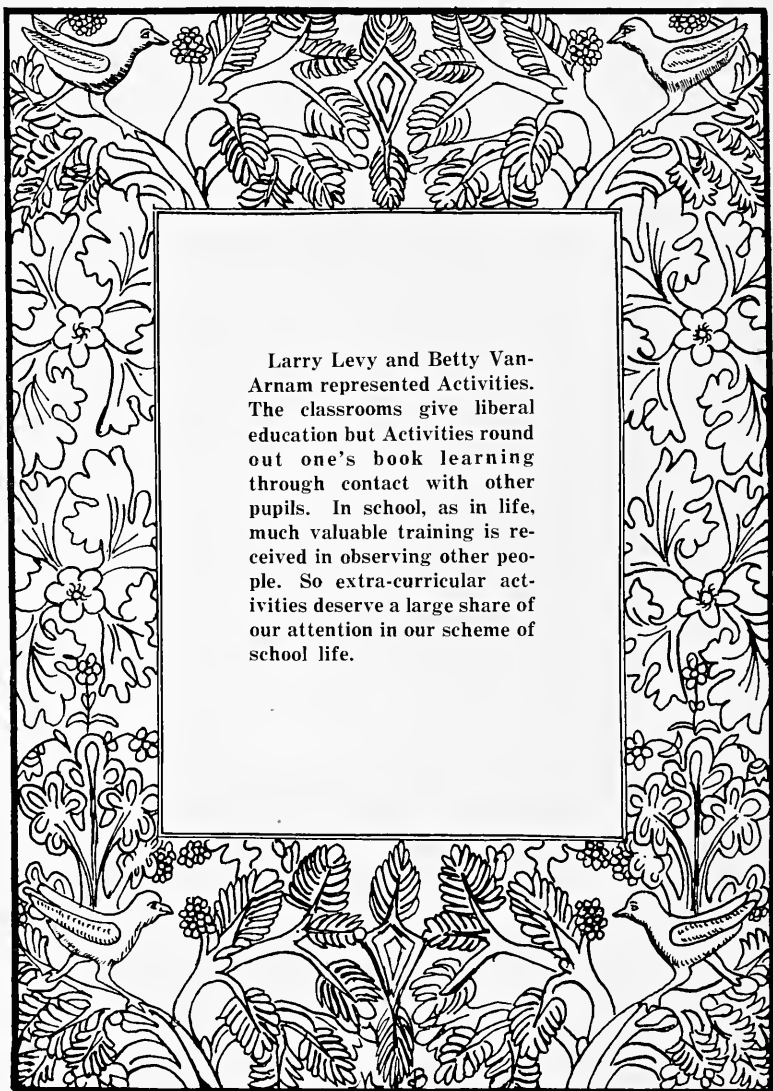 Larry Levy and Betty Van-
Arnam represented Activities.
The classrooms give liberal
education but Activities round
out one's book learning
through contact with other
pupils. In school, as in life,
much valuable training is re-
ceived in observing other peo-
ple. So extra-curricular act-
ivities deserve a large share of
our attention in our scheme of
school life.